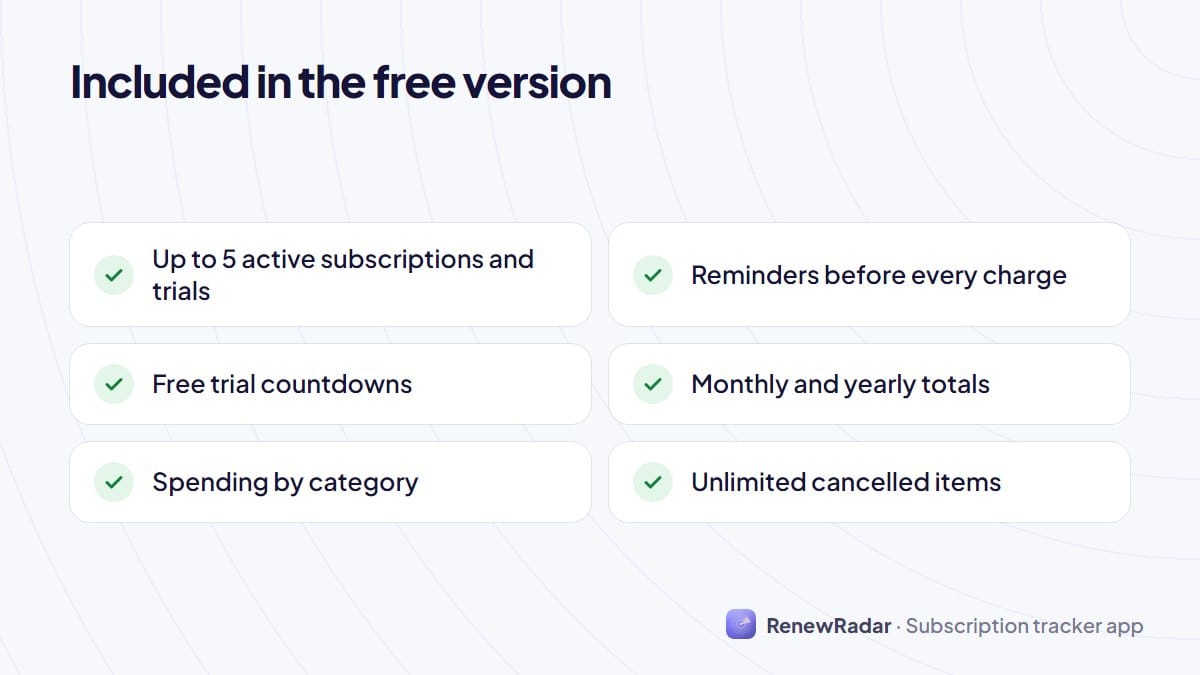 Included in the free version
Up to 5 active subscriptions and
trials
Reminders before every charge
Free trial countdowns
Monthly and yearly totals
Spending by category
Unlimited cancelled items
RenewRadar · Subscription tracker app